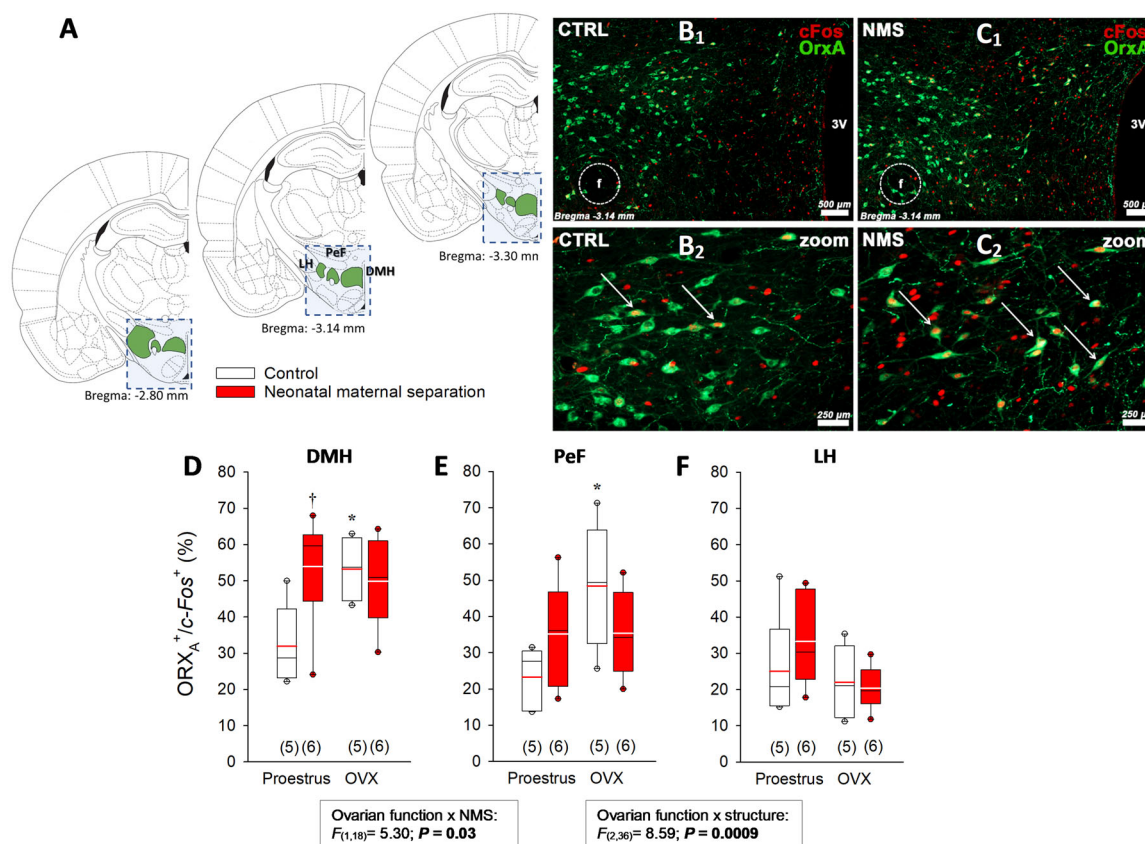 A
Bregma: -3.30 mn
LH
PeF
DMH
Bregma: -3.14 mm
Bregma: -2.80 mm
Control
Neonatal maternal separation
CTRL
B1
cFos
OrxA
3V
f
Bregma -3.14 mm
500 µm
NMS
C1
cFos
OrxA
3V
f
Bregma -3.14 mm
500 µm
CTRL
B2
zoom
250 µm
NMS
C2
zoom
250 µm
D
DMH
ORXA+/c-Fos+ (%)
80
70
60
50
40
30
20
10
0
†
*
(5) (6) (5) (6)
Proestrus OVX
E
PeF
80
70
60
50
40
30
20
10
0
*
(5) (6) (5) (6)
Proestrus OVX
F
LH
80
70
60
50
40
30
20
10
0
(5) (6) (5) (6)
Proestrus OVX
Ovarian function x NMS:
F(1,18)= 5.30; P = 0.03
Ovarian function x structure:
F(2,36)= 8.59; P = 0.0009